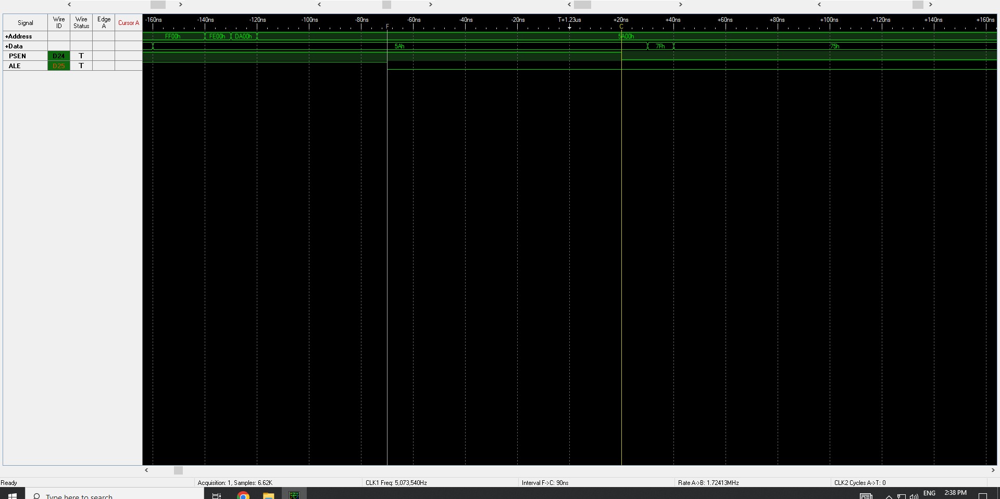 Signal Wire ID Wire Status Edge A Cursor A
-160ns -140ns -120ns -100ns -80ns -60ns -40ns -20ns T+1.23us +20ns +40ns +60ns +80ns +100ns +120ns +140ns +160ns
F C
+Address FF00h FE00h DA00h 5A00h
+Data 5Ah 7Fh 75h
PSEN D24 T
ALE D25 T
Ready Acquisition: 1, Samples: 6.62K CLK1 Freq: 5,073,540Hz Interval F->C: 90ns Rate A->B: 1.72413MHz CLK2 Cycles A->T: 0
Type here to search ENG 2:38 PM